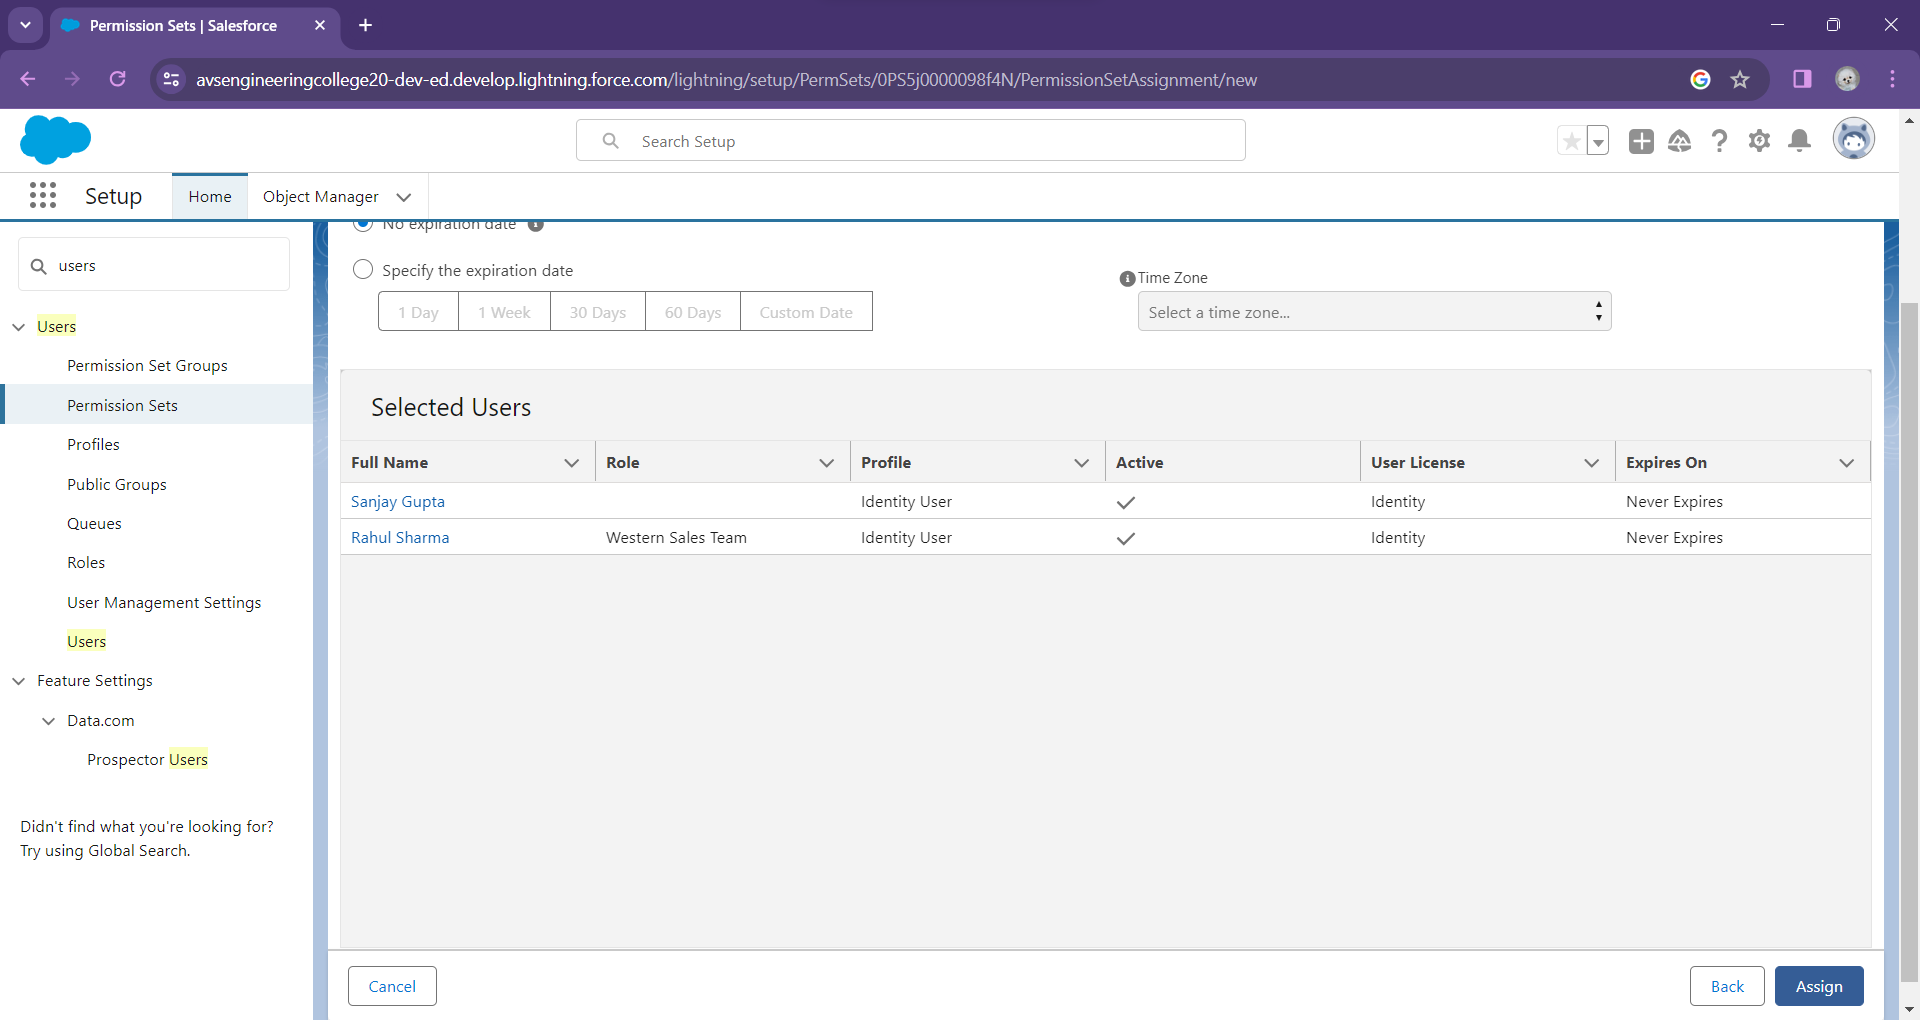 Permission Sets | Salesforce
avsengineeringcollege20-dev-ed.develop.lightning.force.com/lightning/setup/PermSets/0PS5j0000098f4N/PermissionSetAssignment/new
Search Setup
Setup
Home
Object Manager
users
Users
Permission Set Groups
Permission Sets
Profiles
Public Groups
Queues
Roles
User Management Settings
Users
Feature Settings
Data.com
Prospector Users
Didn't find what you're looking for?
Try using Global Search.
No expiration date
Specify the expiration date
1 Day 1 Week 30 Days 60 Days Custom Date
Time Zone
Select a time zone...
Selected Users
Full Name Role Profile Active User License Expires On
Sanjay Gupta Identity User Identity Never Expires
Rahul Sharma Western Sales Team Identity User Identity Never Expires
Cancel Back Assign